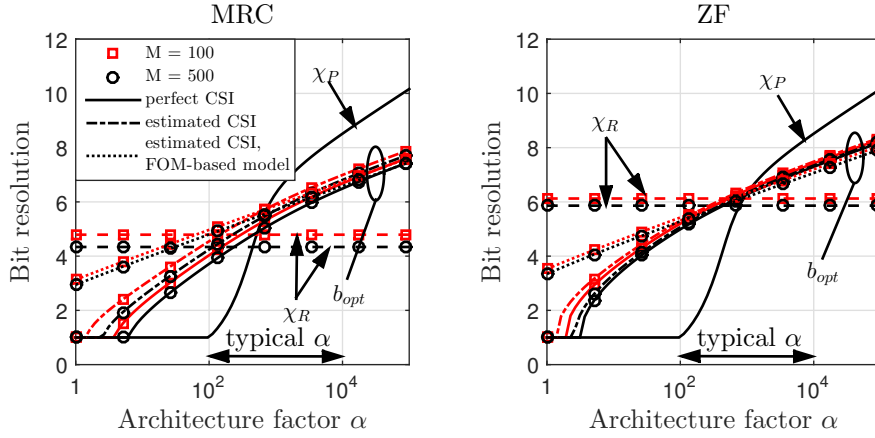 MRC
12
10
8
6
4
2
0
Bit resolution
M = 100
M = 500
perfect CSI
estimated CSI
estimated CSI,
FOM-based model
χ_P
χ_R
b_opt
typical α
1
10^2
10^4
Architecture factor α
ZF
12
10
8
6
4
2
0
Bit resolution
χ_R
χ_P
b_opt
typical α
1
10^2
10^4
Architecture factor α